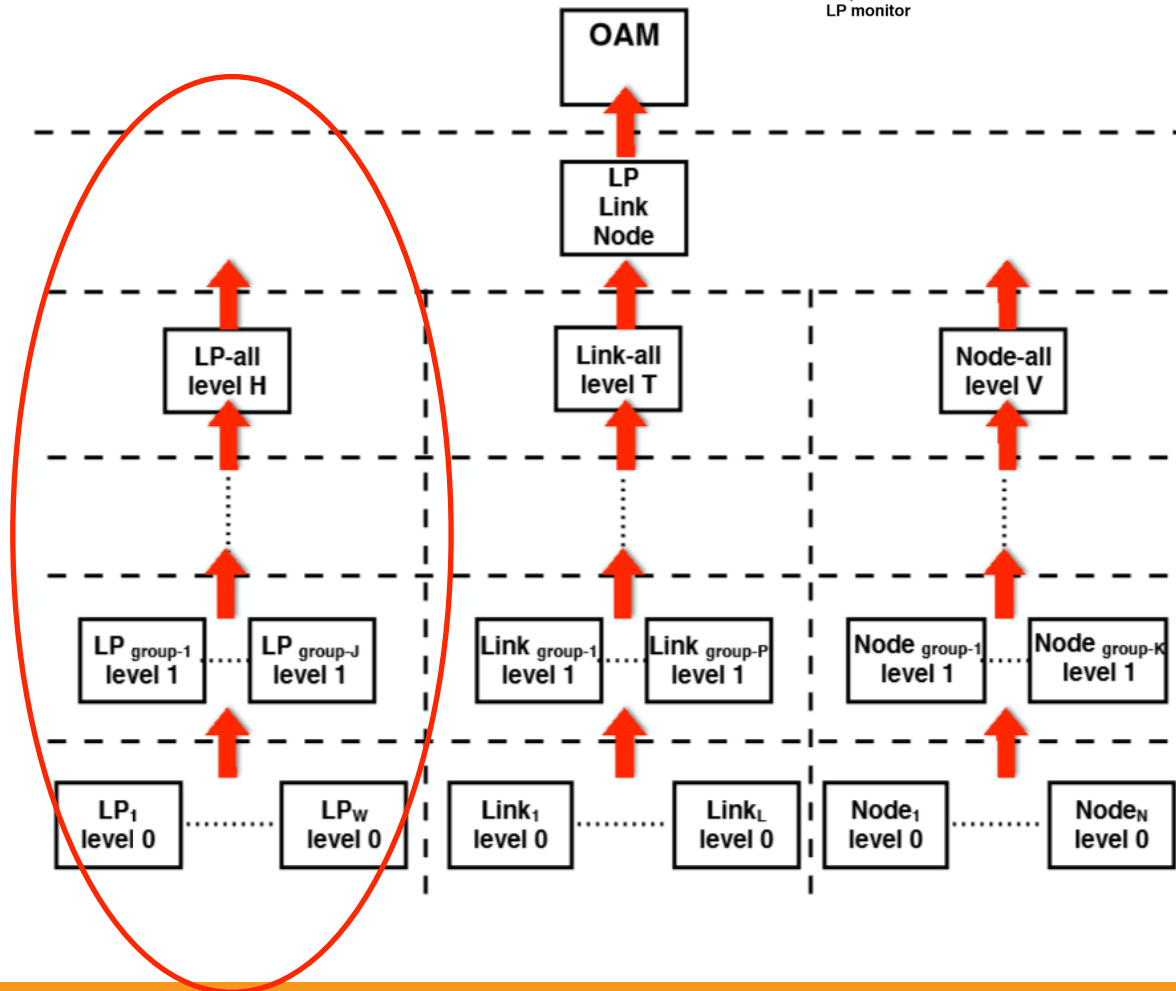 LP monitor
OAM
LP
Link
Node
LP-all
level H
Link-all
level T
Node-all
level V
LP group-1
level 1
LP group-J
level 1
Link group-1
level 1
Link group-P
level 1
Node group-1
level 1
Node group-K
level 1
LP1
level 0
LPW
level 0
Link1
level 0
LinkL
level 0
Node1
level 0
NodeN
level 0